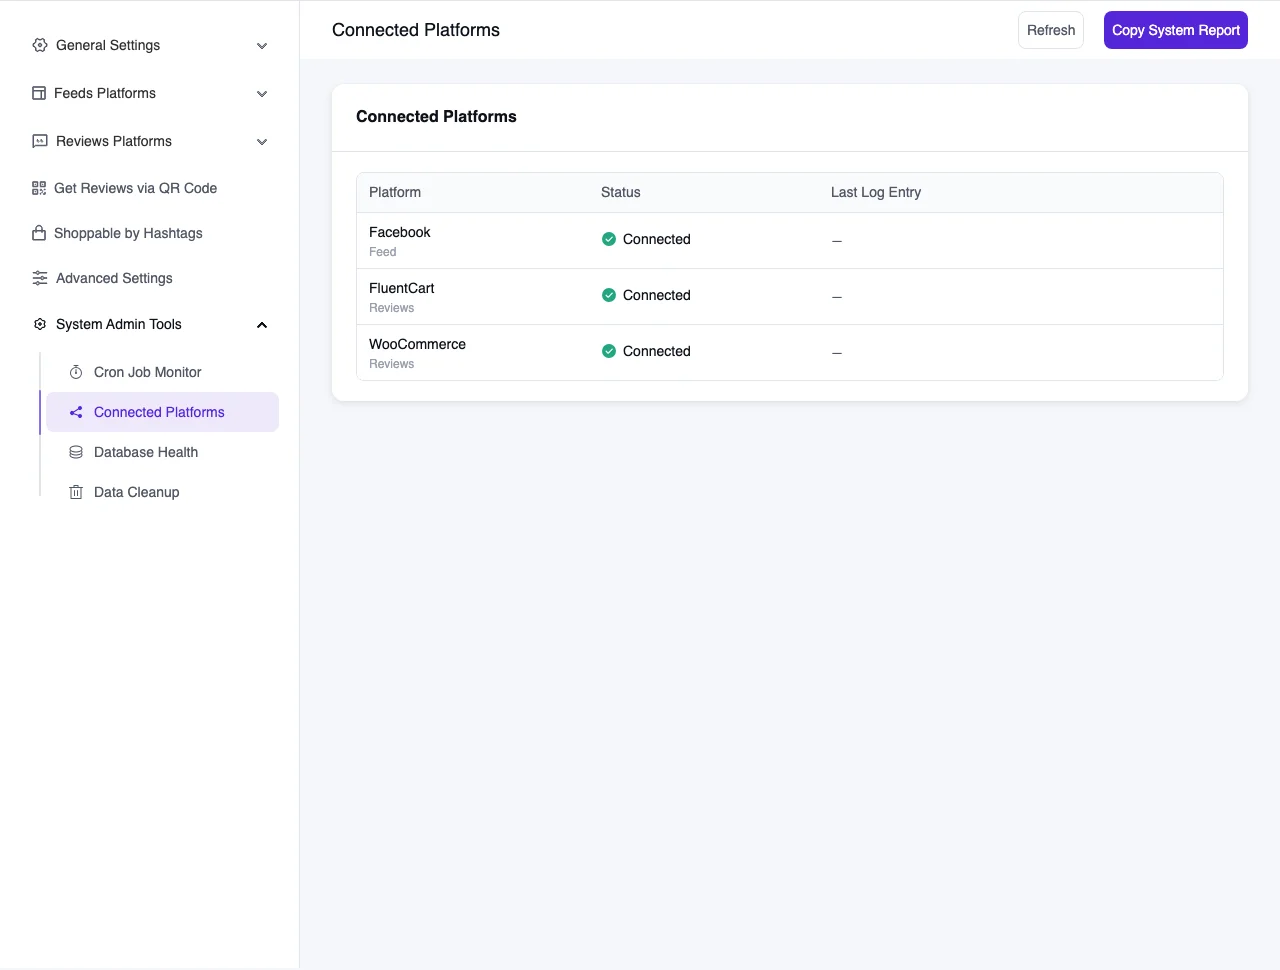 General Settings
Feeds Platforms
Reviews Platforms
Get Reviews via QR Code
Shoppable by Hashtags
Advanced Settings
System Admin Tools
Cron Job Monitor
Connected Platforms
Database Health
Data Cleanup
Connected Platforms
Refresh
Copy System Report
Connected Platforms
Platform Status Last Log Entry
Facebook
Feed
Connected –
FluentCart
Reviews
Connected –
WooCommerce
Reviews
Connected –